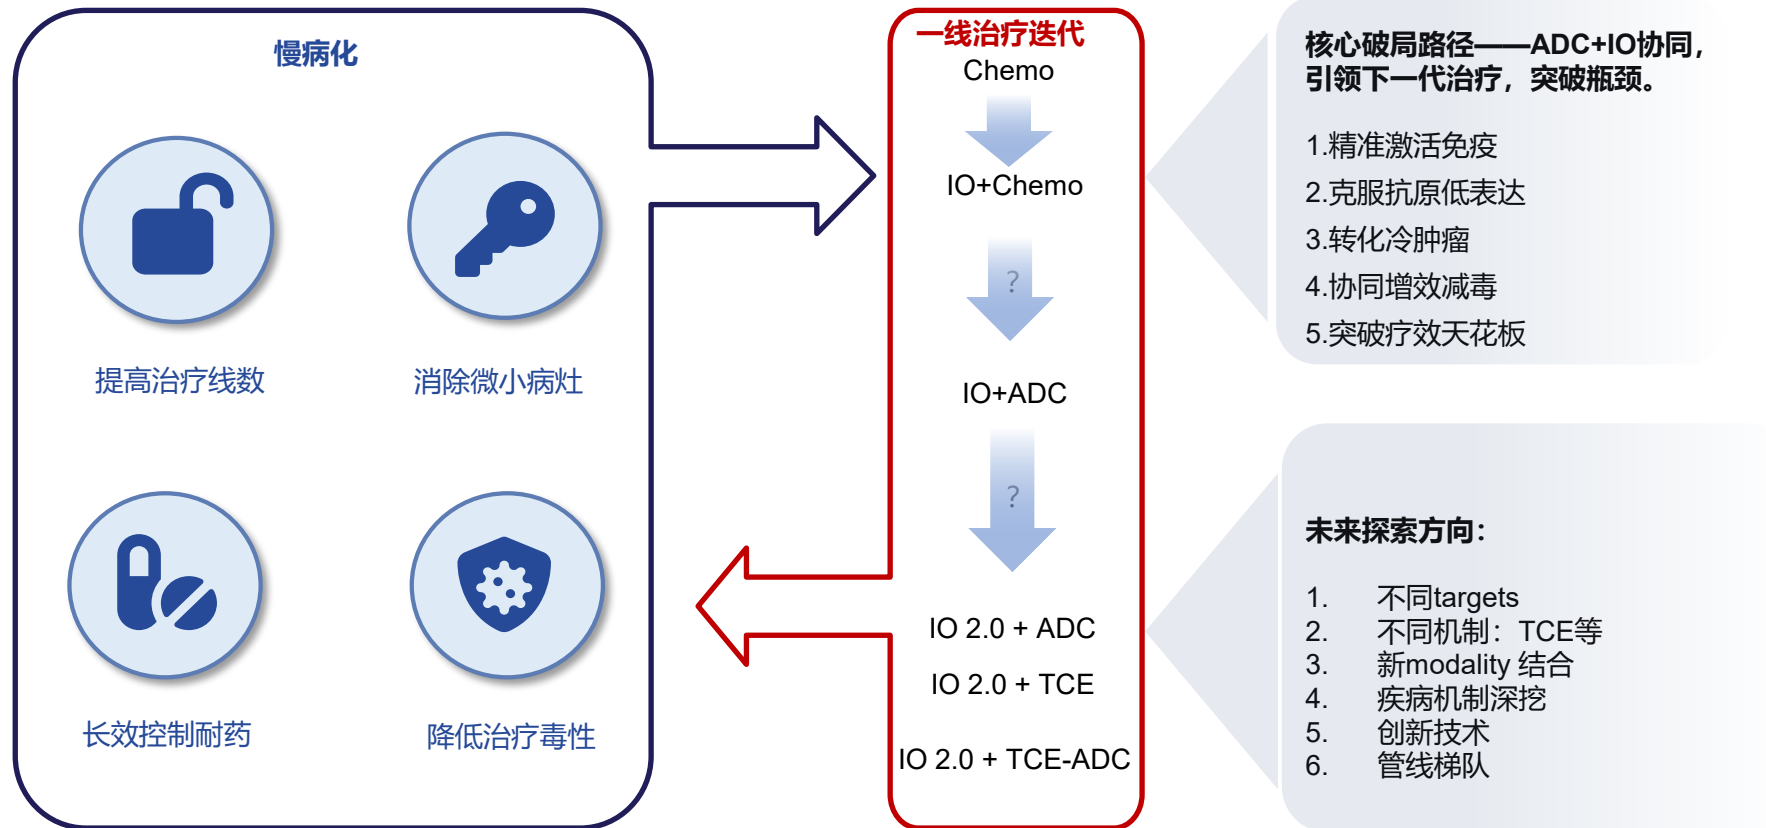 慢病化
提高治疗线数
消除微小病灶
长效控制耐药
降低治疗毒性
一线治疗迭代
Chemo
IO+Chemo
?
IO+ADC
?
IO 2.0 + ADC
IO 2.0 + TCE
IO 2.0 + TCE-ADC
核心破局路径——ADC+IO协同，
引领下一代治疗，突破瓶颈。
1.精准激活免疫
2.克服抗原低表达
3.转化冷肿瘤
4.协同增效减毒
5.突破疗效天花板
未来探索方向：
1. 不同targets
2. 不同机制：TCE等
3. 新modality 结合
4. 疾病机制深挖
5. 创新技术
6. 管线梯队